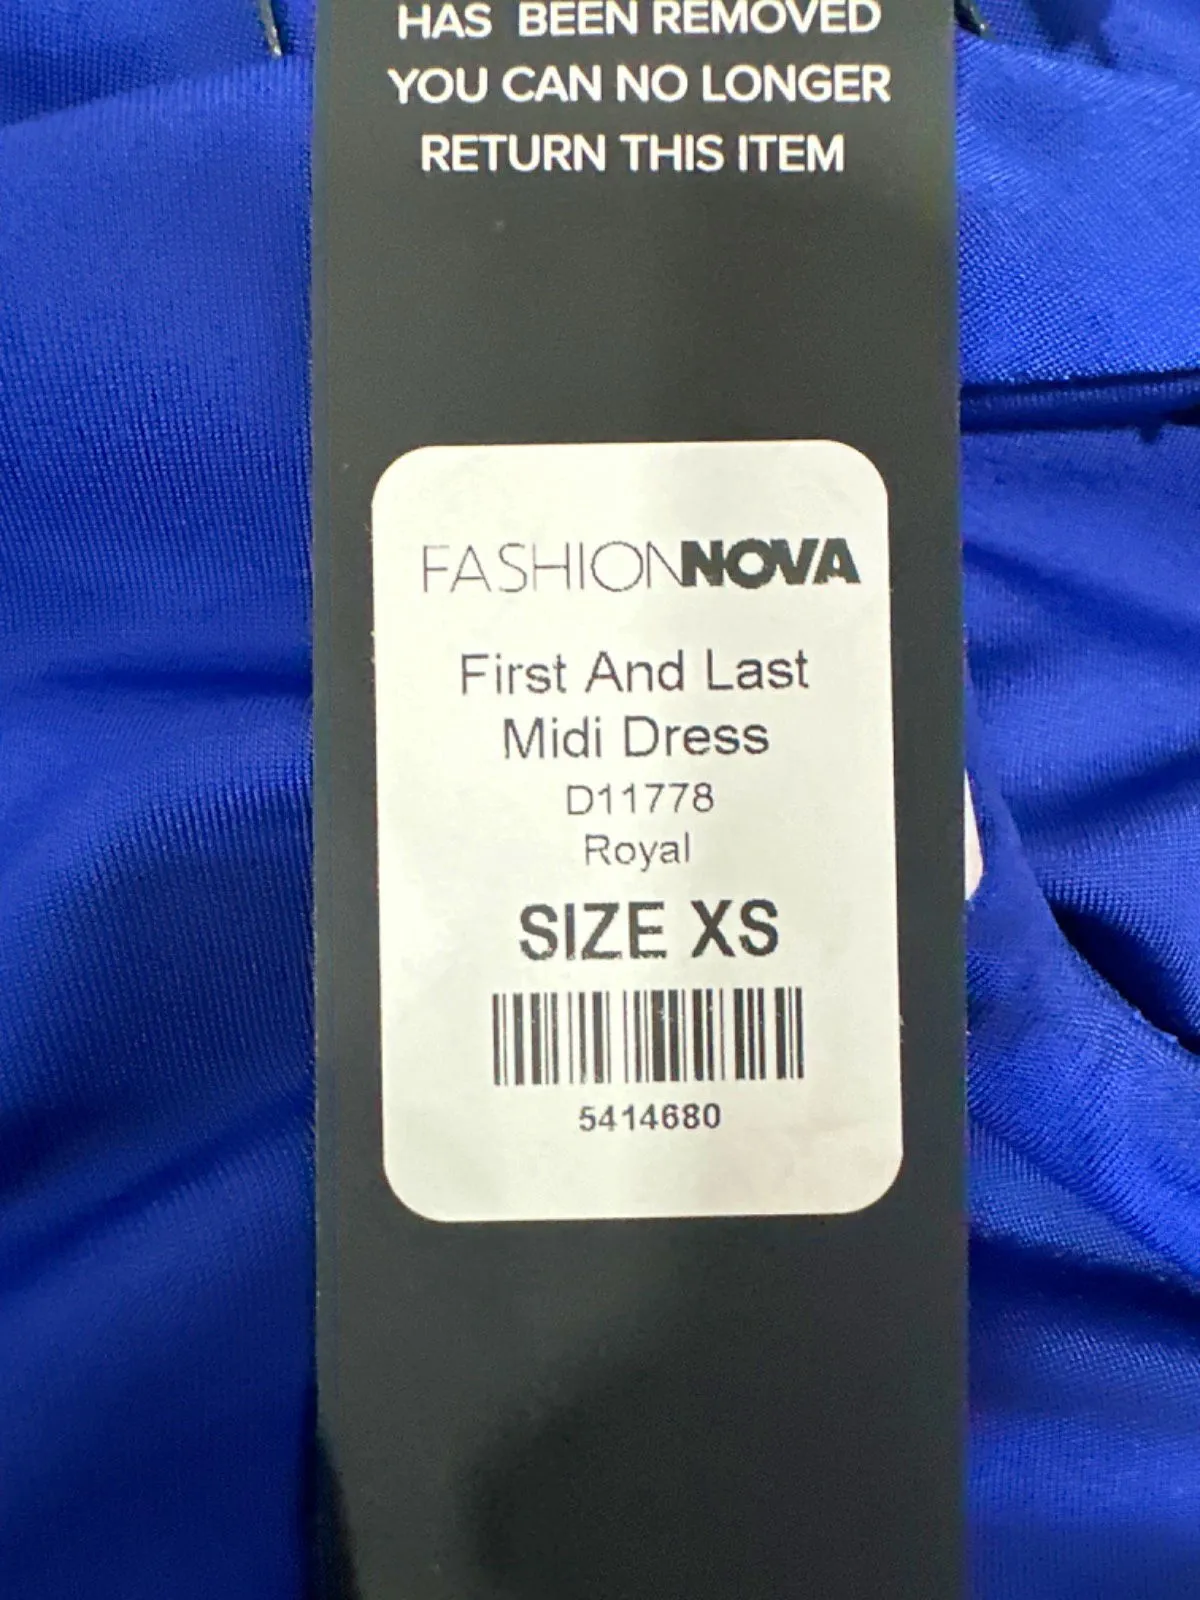 HAS BEEN REMOVED
YOU CAN NO LONGER
RETURN THIS ITEM
FASHIONNOVA
First And Last
Midi Dress
D11778
Royal
SIZE XS
5414680